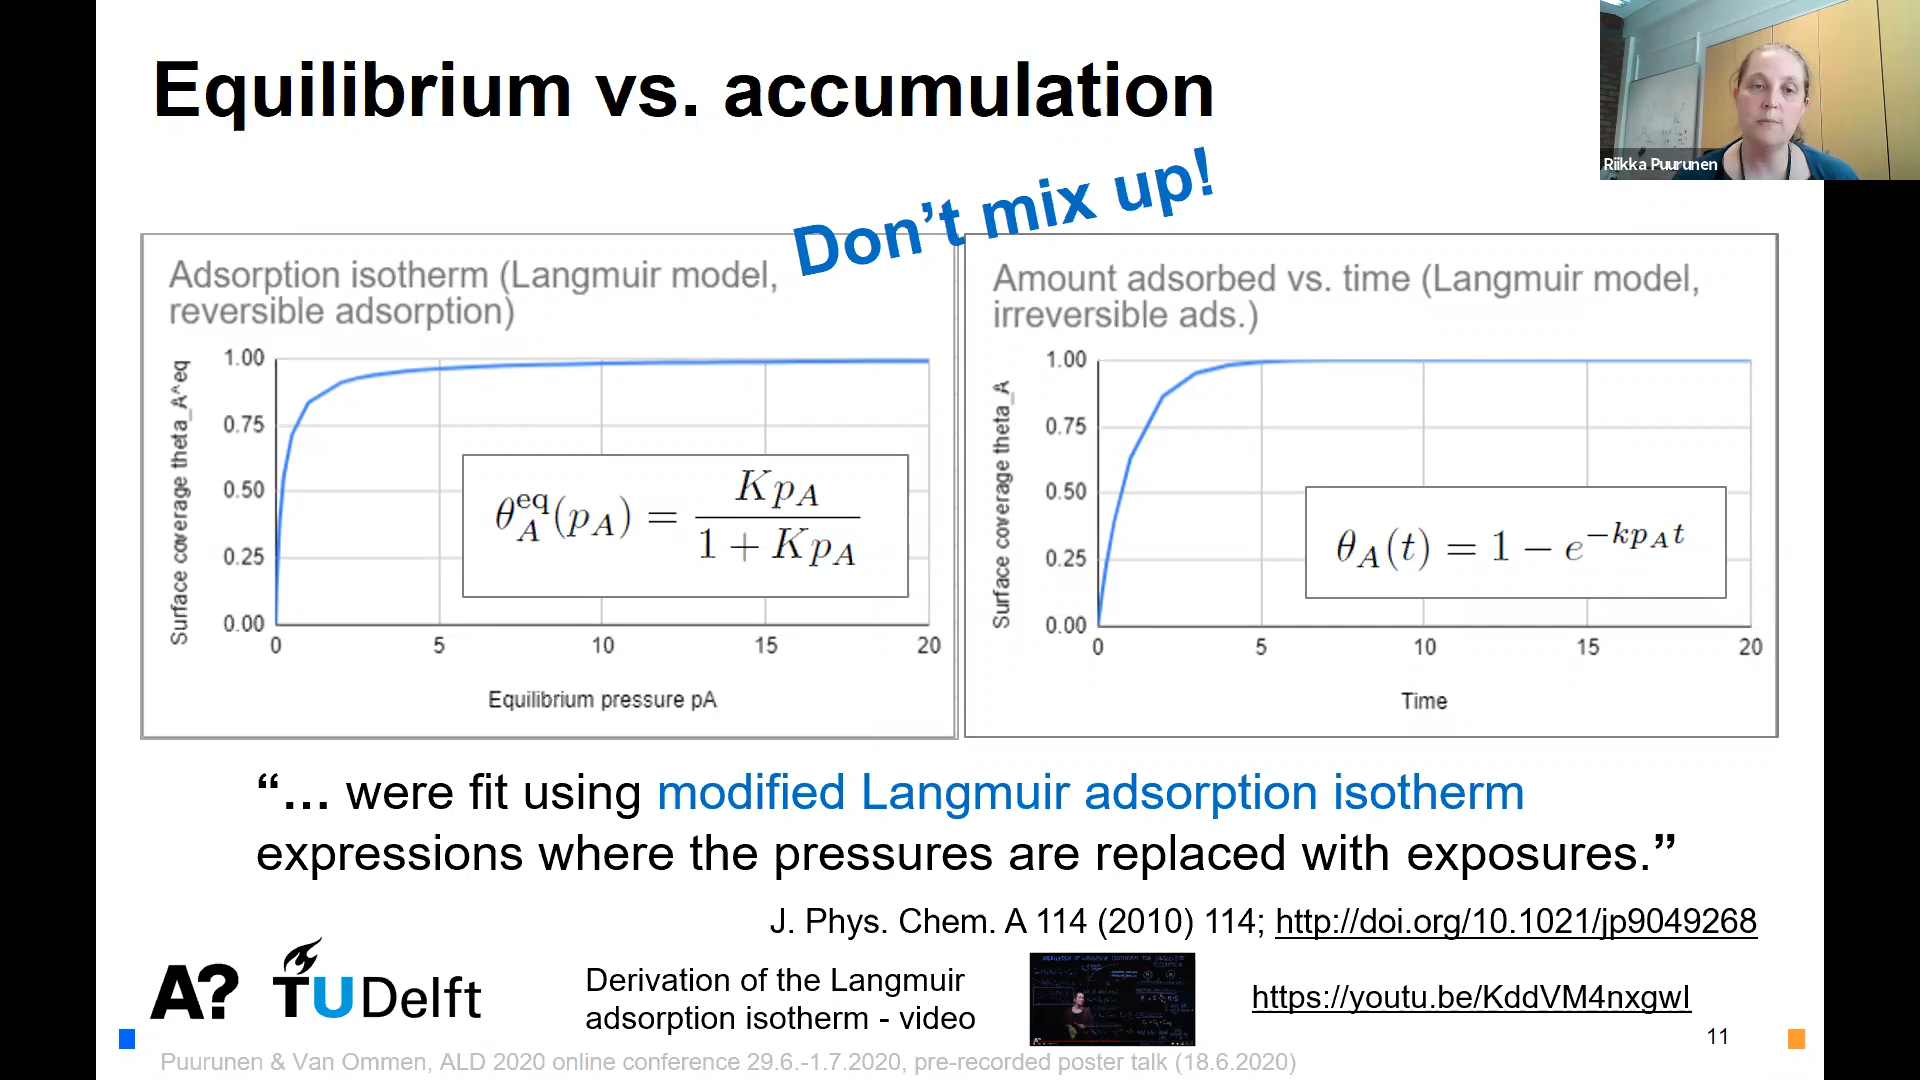 Equilibrium vs. accumulation
Riikka Puurunen
Don't mix up!
Adsorption isotherm (Langmuir model,
reversible adsorption)
Surface coverage theta_A^eq
1.00
0.75
0.50
0.25
0.00
0 5 10 15 20
Equilibrium pressure pA
θ_A^eq(p_A) = Kp_A / (1 + Kp_A)
Amount adsorbed vs. time (Langmuir model,
irreversible ads.)
Surface coverage theta_A
1.00
0.75
0.50
0.25
0.00
0 5 10 15 20
Time
θ_A(t) = 1 − e^{−kp_A t}
“… were fit using modified Langmuir adsorption isotherm
expressions where the pressures are replaced with exposures.”
J. Phys. Chem. A 114 (2010) 114; http://doi.org/10.1021/jp9049268
A?
TUDelft
Derivation of the Langmuir
adsorption isotherm - video
https://youtu.be/KddVM4nxgwI
11
Puurunen & Van Ommen, ALD 2020 online conference 29.6.-1.7.2020, pre-recorded poster talk (18.6.2020)